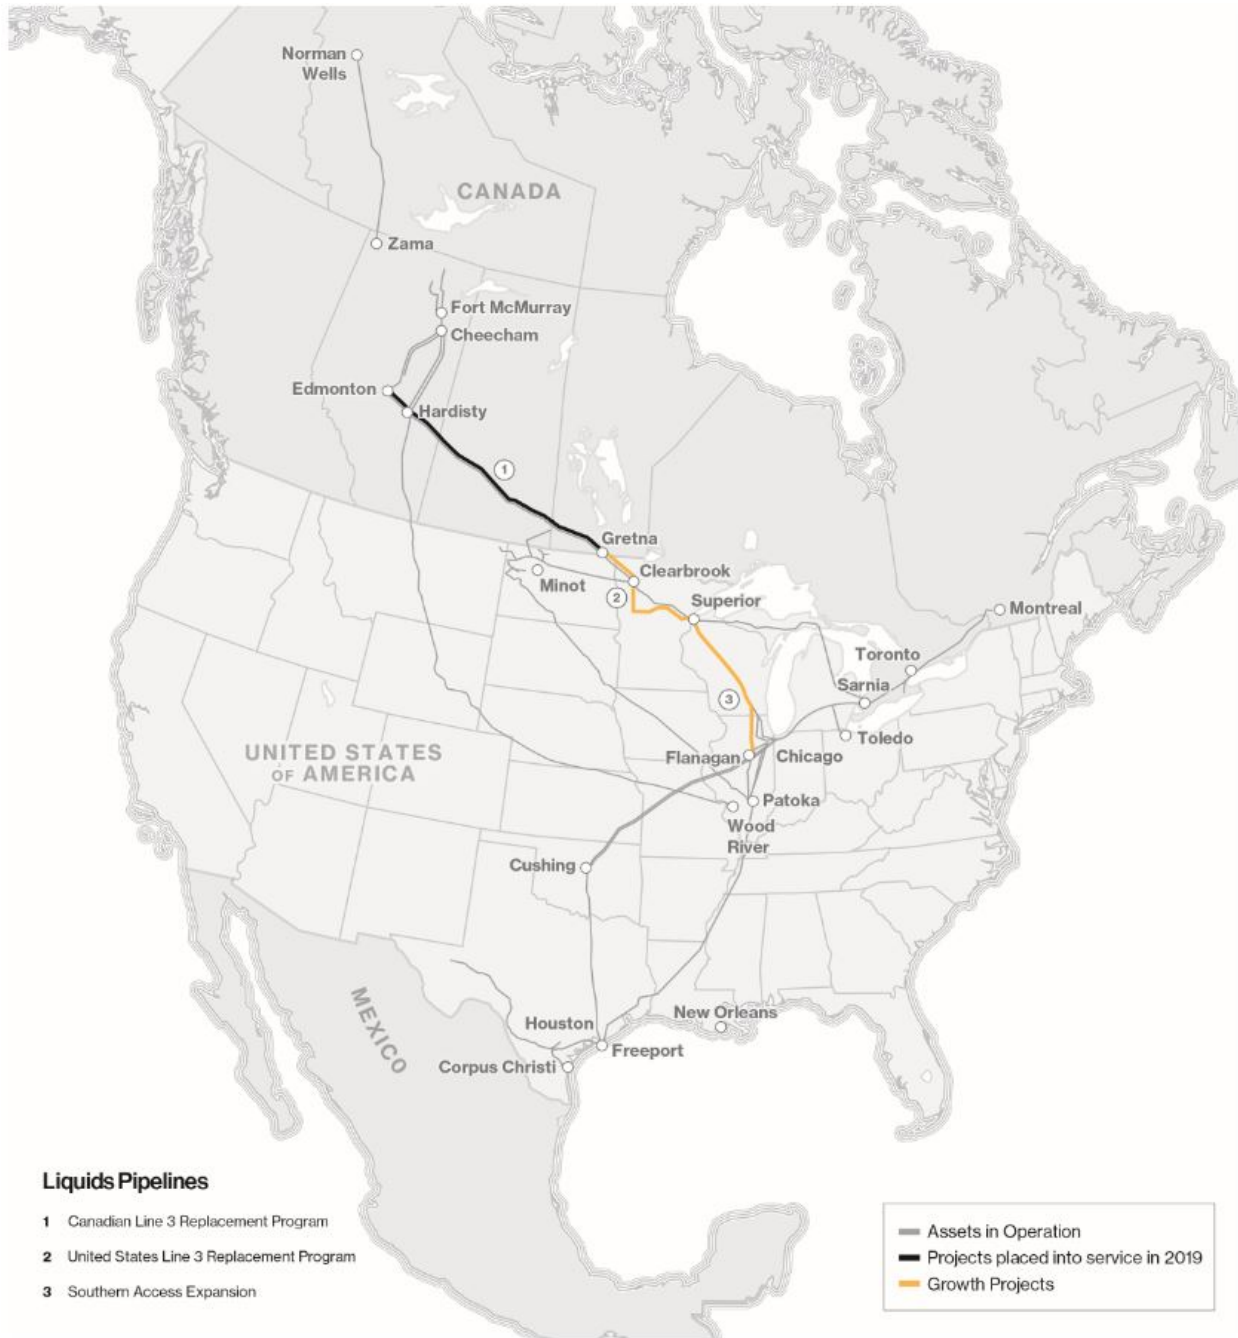 Norman
Wells
CANADA
Zama
Fort McMurray
Cheecham
Edmonton
Hardisty
1
Gretna
Clearbrook
Minot
2
Superior
Montreal
Toronto
Sarnia
3
Toledo
UNITED STATES
OF AMERICA
Flanagan
Chicago
Patoka
Wood
River
Cushing
MEXICO
New Orleans
Houston
Freeport
Corpus Christi
Liquids Pipelines
1 Canadian Line 3 Replacement Program
2 United States Line 3 Replacement Program
3 Southern Access Expansion
Assets in Operation
Projects placed into service in 2019
Growth Projects